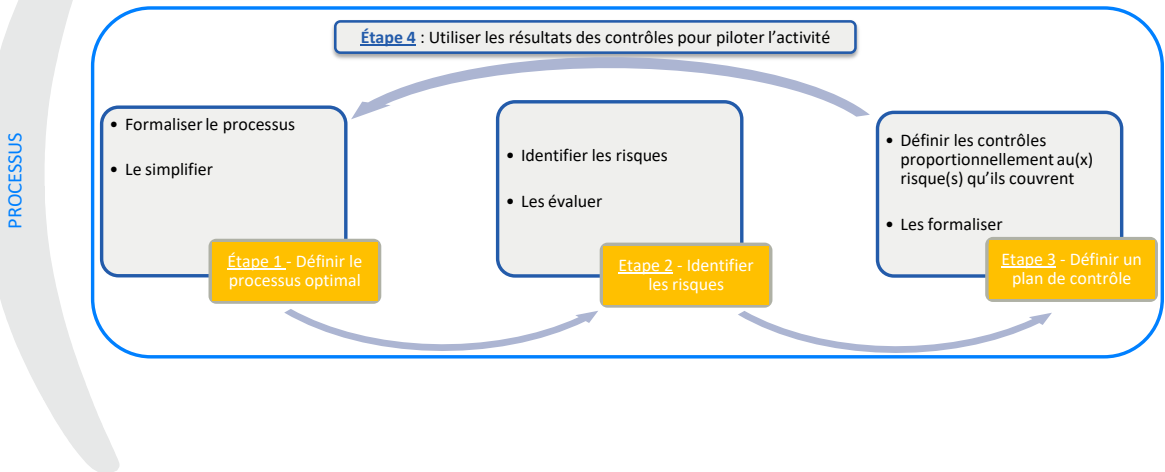 PROCESSUS
Étape 4 : Utiliser les résultats des contrôles pour piloter l’activité
• Formaliser le processus
• Le simplifier
Étape 1 - Définir le
processus optimal
• Identifier les risques
• Les évaluer
Etape 2 - Identifier
les risques
• Définir les contrôles
proportionnellement au(x)
risque(s) qu’ils couvrent
• Les formaliser
Etape 3 - Définir un
plan de contrôle